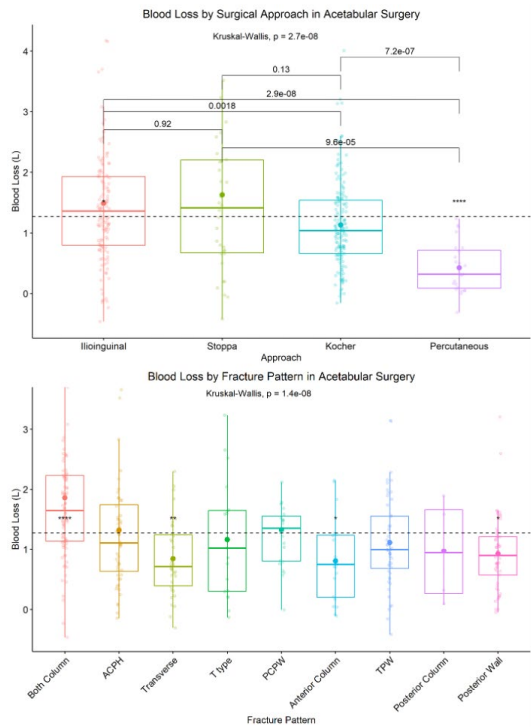 Blood Loss by Surgical Approach in Acetabular Surgery
Kruskal-Wallis, p = 2.7e-08
7.2e-07
0.13
2.9e-08
0.0018
0.92
9.6e-05
*
****
Blood Loss (L)
4
3
2
1
0
Ilioinguinal Stoppa Kocher Percutaneous
Approach
Blood Loss by Fracture Pattern in Acetabular Surgery
Kruskal-Wallis, p = 1.4e-08
Blood Loss (L)
3
2
1
0
**** ** * *
Both Column ACPH Transverse T type PCPW Anterior Column TPW Posterior Column Posterior Wall
Fracture Pattern